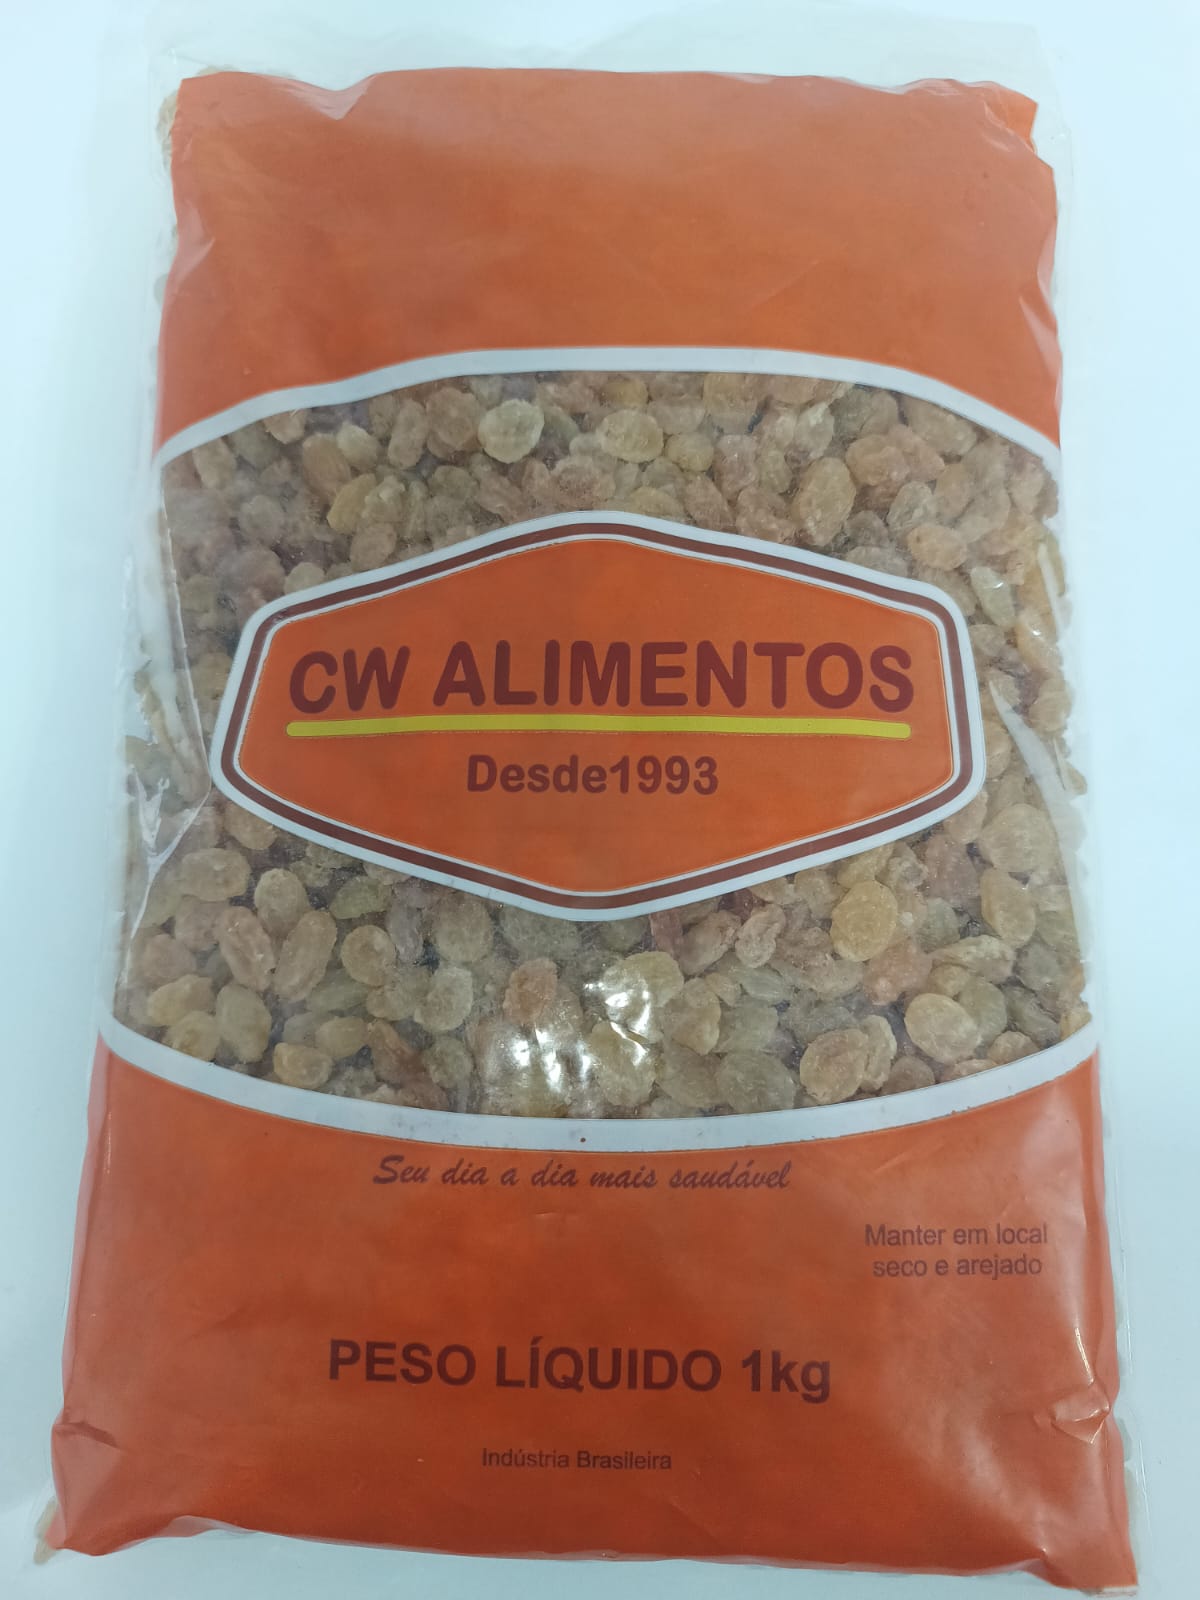 CW ALIMENTOS
Desde1993
Seu dia a dia mais saudável
Manter em local
seco e arejado
PESO LÍQUIDO 1kg
Indústria Brasileira